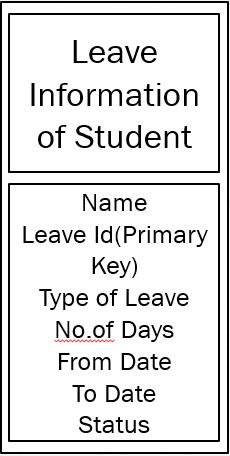 Leave
Information
of Student
Name
Leave Id(Primary
Key)
Type of Leave
No.of Days
From Date
To Date
Status